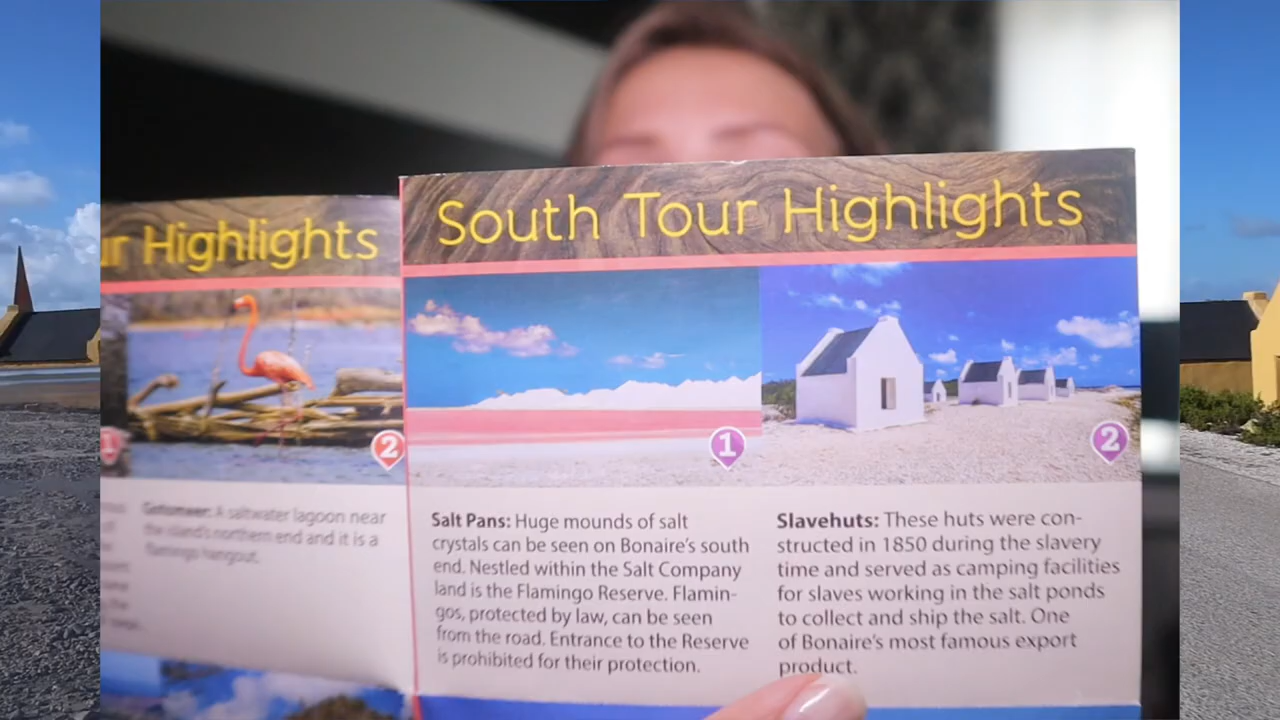 ur Highlights
2
Gotomeer: A saltwater lagoon near
the island's northern end and it is a
flamingo hangout.
South Tour Highlights
1
2
Salt Pans: Huge mounds of salt
crystals can be seen on Bonaire's south
end. Nestled within the Salt Company
land is the Flamingo Reserve. Flamin-
gos, protected by law, can be seen
from the road. Entrance to the Reserve
is prohibited for their protection.
Slavehuts: These huts were con-
structed in 1850 during the slavery
time and served as camping facilities
for slaves working in the salt ponds
to collect and ship the salt. One
of Bonaire's most famous export
product.